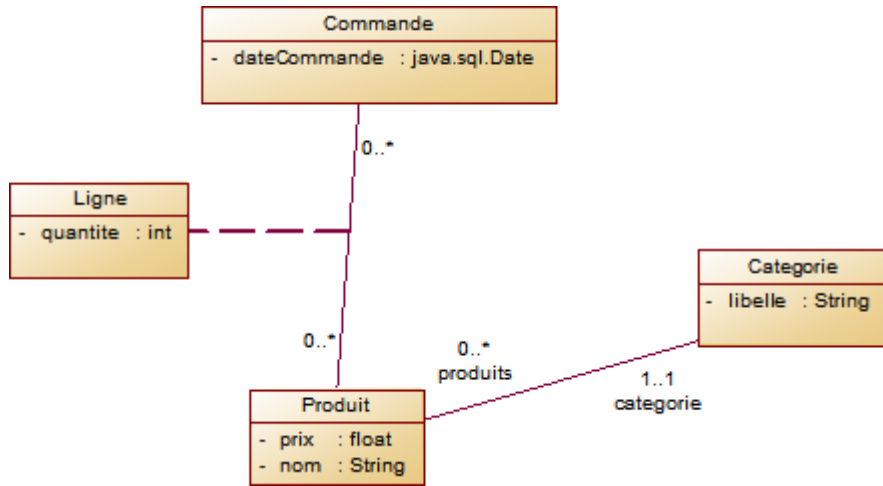 Commande
- dateCommande : java.sql.Date
0..*
Ligne
- quantite : int
Categorie
- libelle : String
0..*
0..*
produits
1..1
categorie
Produit
- prix : float
- nom : String